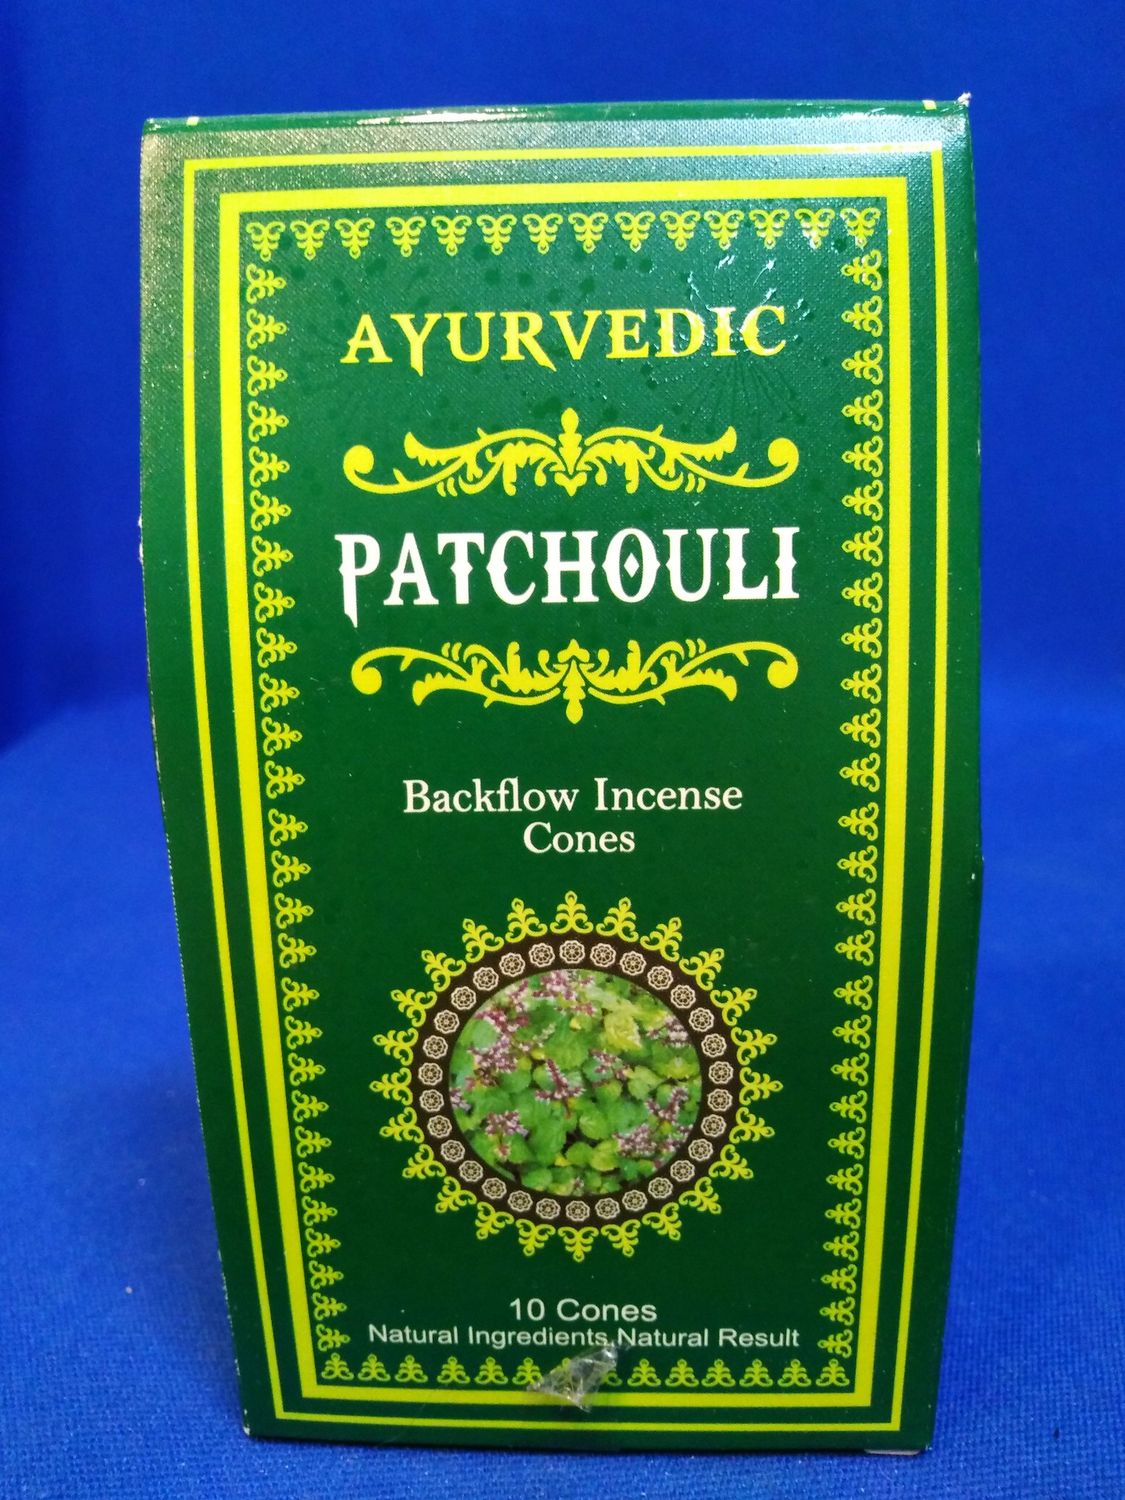 AYURVEDIC
PATCHOULI
Backflow Incense
Cones
10 Cones
Natural Ingredients Natural Result